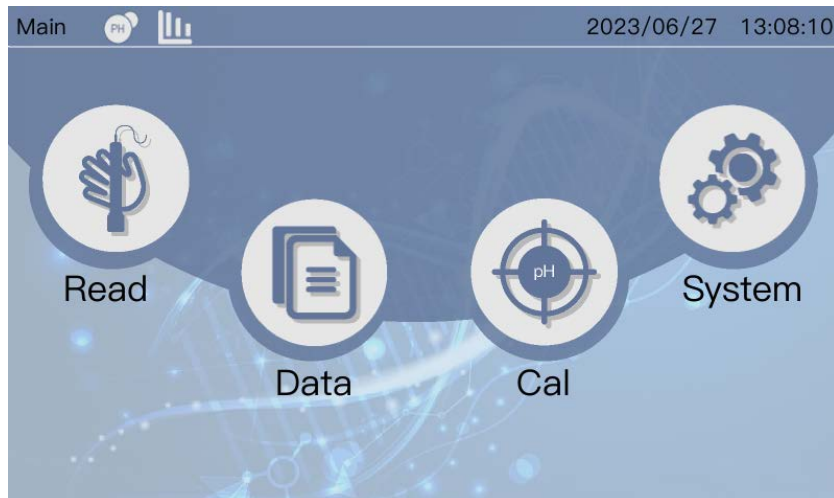 Main PH 2023/06/27 13:08:10
Read
Data
pH
Cal
System